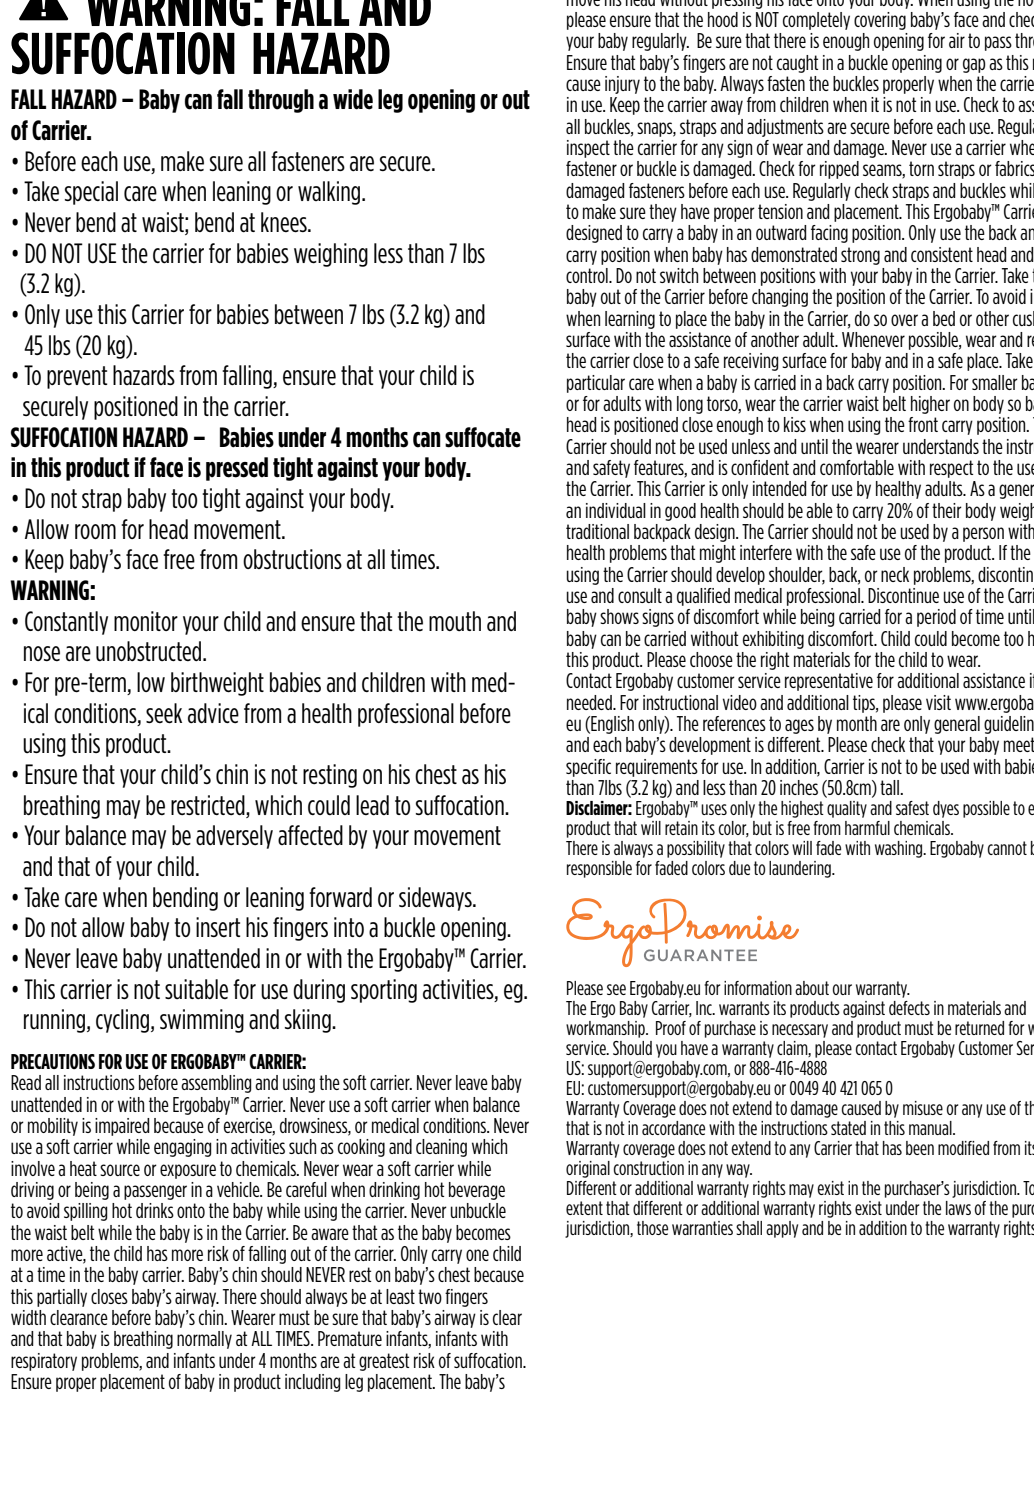 WARNING: FALL AND
SUFFOCATION HAZARD
FALL HAZARD – Baby can fall through a wide leg opening or out
of Carrier.
• Before each use, make sure all fasteners are secure.
• Take special care when leaning or walking.
• Never bend at waist; bend at knees.
• DO NOT USE the carrier for babies weighing less than 7 lbs
(3.2 kg).
• Only use this Carrier for babies between 7 lbs (3.2 kg) and
45 lbs (20 kg).
• To prevent hazards from falling, ensure that your child is
securely positioned in the carrier.
SUFFOCATION HAZARD – Babies under 4 months can suffocate
in this product if face is pressed tight against your body.
• Do not strap baby too tight against your body.
• Allow room for head movement.
• Keep baby's face free from obstructions at all times.
WARNING:
• Constantly monitor your child and ensure that the mouth and
nose are unobstructed.
• For pre-term, low birthweight babies and children with med-
ical conditions, seek advice from a health professional before
using this product.
• Ensure that your child's chin is not resting on his chest as his
breathing may be restricted, which could lead to suffocation.
• Your balance may be adversely affected by your movement
and that of your child.
• Take care when bending or leaning forward or sideways.
• Do not allow baby to insert his fingers into a buckle opening.
• Never leave baby unattended in or with the Ergobaby™ Carrier.
• This carrier is not suitable for use during sporting activities, eg.
running, cycling, swimming and skiing.
PRECAUTIONS FOR USE OF ERGOBABY™ CARRIER:
Read all instructions before assembling and using the soft carrier. Never leave baby
unattended in or with the Ergobaby™ Carrier. Never use a soft carrier when balance
or mobility is impaired because of exercise, drowsiness, or medical conditions. Never
use a soft carrier while engaging in activities such as cooking and cleaning which
involve a heat source or exposure to chemicals. Never wear a soft carrier while
driving or being a passenger in a vehicle. Be careful when drinking hot beverage
to avoid spilling hot drinks onto the baby while using the carrier. Never unbuckle
the waist belt while the baby is in the Carrier. Be aware that as the baby becomes
more active, the child has more risk of falling out of the carrier. Only carry one child
at a time in the baby carrier. Baby's chin should NEVER rest on baby's chest because
this partially closes baby's airway. There should always be at least two fingers
width clearance before baby's chin. Wearer must be sure that baby's airway is clear
and that baby is breathing normally at ALL TIMES. Premature infants, infants with
respiratory problems, and infants under 4 months are at greatest risk of suffocation.
Ensure proper placement of baby in product including leg placement. The baby's
move his head without pressing his face onto your body. When using the
please ensure that the hood is NOT completely covering baby's face and
your baby regularly. Be sure that there is enough opening for air to pass
Ensure that baby's fingers are not caught in a buckle opening or gap as this
cause injury to the baby. Always fasten the buckles properly when the
in use. Keep the carrier away from children when it is not in use. Check to
all buckles, snaps, straps and adjustments are secure before each use.
inspect the carrier for any sign of wear and damage. Never use a carrier
fastener or buckle is damaged. Check for ripped seams, torn straps or fabrics
damaged fasteners before each use. Regularly check straps and buckles
to make sure they have proper tension and placement. This Ergobaby™
designed to carry a baby in an outward facing position. Only use the back
carry position when baby has demonstrated strong and consistent head and
control. Do not switch between positions with your baby in the Carrier. Take
baby out of the Carrier before changing the position of the Carrier. To avoid
when learning to place the baby in the Carrier, do so over a bed or other
surface with the assistance of another adult. Whenever possible, wear and
the carrier close to a safe receiving surface for baby and in a safe place. Take
particular care when a baby is carried in a back carry position. For smaller
or for adults with long torso, wear the carrier waist belt higher on body so
head is positioned close enough to kiss when using the front carry position.
Carrier should not be used unless and until the wearer understands the
and safety features, and is confident and comfortable with respect to the use
the Carrier. This Carrier is only intended for use by healthy adults. As a
an individual in good health should be able to carry 20% of their body
traditional backpack design. The Carrier should not be used by a person with
health problems that might interfere with the safe use of the product. If the
using the Carrier should develop shoulder, back, or neck problems,
use and consult a qualified medical professional. Discontinue use of the
baby shows signs of discomfort while being carried for a period of time until
baby can be carried without exhibiting discomfort. Child could become too
this product. Please choose the right materials for the child to wear.
Contact Ergobaby customer service representative for additional assistance
needed. For instructional video and additional tips, please visit
eu (English only). The references to ages by month are only general
and each baby's development is different. Please check that your baby
specific requirements for use. In addition, Carrier is not to be used with
than 7lbs (3.2 kg) and less than 20 inches (50.8cm) tall.
Disclaimer: Ergobaby™ uses only the highest quality and safest dyes possible to
product that will retain its color, but is free from harmful chemicals.
There is always a possibility that colors will fade with washing. Ergobaby cannot
responsible for faded colors due to laundering.
ErgoPromise
GUARANTEE
Please see Ergobaby.eu for information about our warranty.
The Ergo Baby Carrier, Inc. warrants its products against defects in materials and
workmanship. Proof of purchase is necessary and product must be returned for
service. Should you have a warranty claim, please contact Ergobaby Customer
US: support@ergobaby.com, or 888-416-4888
EU: customersupport@ergobaby.eu or 0049 40 421 065 0
Warranty Coverage does not extend to damage caused by misuse or any use of
that is not in accordance with the instructions stated in this manual.
Warranty coverage does not extend to any Carrier that has been modified from its
original construction in any way.
Different or additional warranty rights may exist in the purchaser's jurisdiction. To
extent that different or additional warranty rights exist under the laws of the
jurisdiction, those warranties shall apply and be in addition to the warranty rights